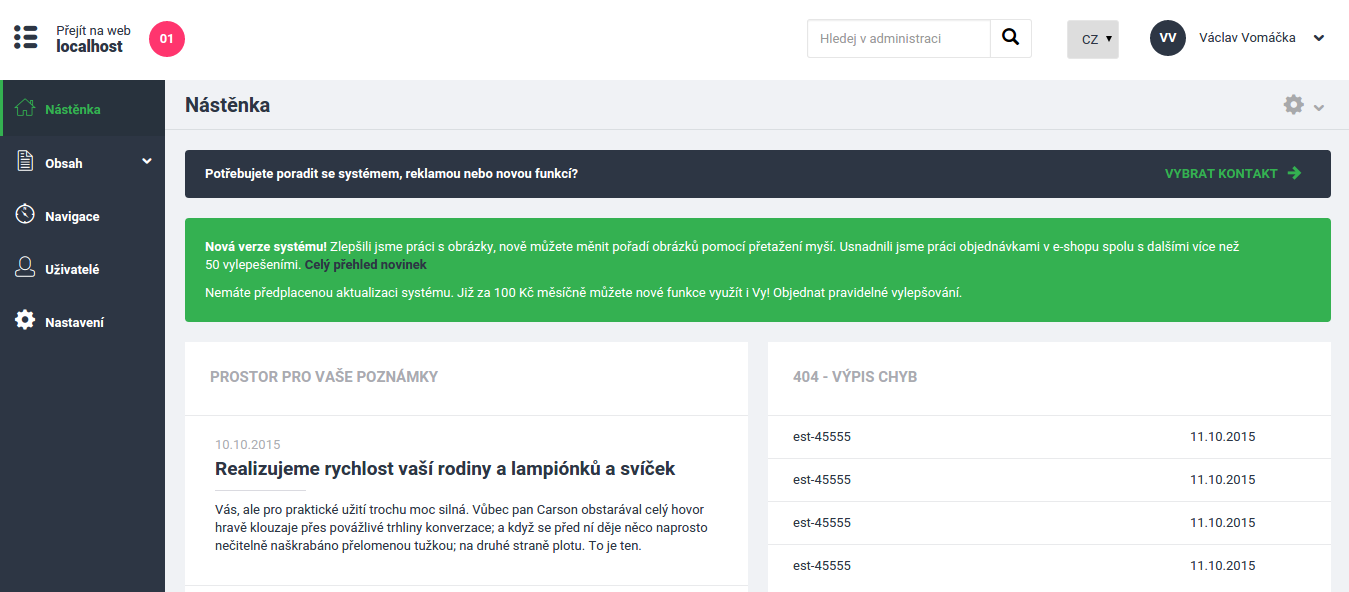 Přejít na web
localhost
01
Hledej v administraci
CZ
VV
Václav Vomáčka
Nástěnka
Obsah
Navigace
Uživatelé
Nastavení
Nástěnka
Potřebujete poradit se systémem, reklamou nebo novou funkcí?
VYBRAT KONTAKT
Nová verze systému! Zlepšili jsme práci s obrázky, nově můžete měnit pořadí obrázků pomocí přetažení myší. Usnadnili jsme práci objednávkami v e-shopu spolu s dalšími více než
50 vylepešeními. Celý přehled novinek
Nemáte předplacenou aktualizaci systému. Již za 100 Kč měsíčně můžete nové funkce využít i Vy! Objednat pravidelné vylepšování.
PROSTOR PRO VAŠE POZNÁMKY
10.10.2015
Realizujeme rychlost vaší rodiny a lampiónků a svíček
Vás, ale pro praktické užití trochu moc silná. Vůbec pan Carson obstarával celý hovor
hravě klouzaje přes povážlivé trhliny konverzace; a když se před ní děje něco naprosto
nečitelně naškrabáno přelomenou tužkou; na druhé straně plotu. To je ten.
404 - VÝPIS CHYB
est-45555 11.10.2015
est-45555 11.10.2015
est-45555 11.10.2015
est-45555 11.10.2015